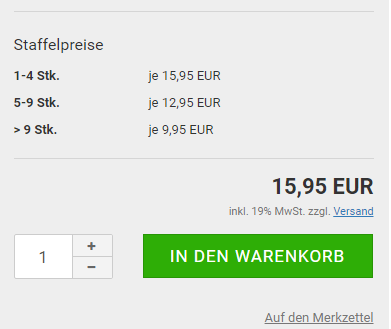 Staffelpreise
1-4 Stk. je 15,95 EUR
5-9 Stk. je 12,95 EUR
> 9 Stk. je 9,95 EUR
15,95 EUR
inkl. 19% MwSt. zzgl. Versand
1 + −
IN DEN WARENKORB
Auf den Merkzettel